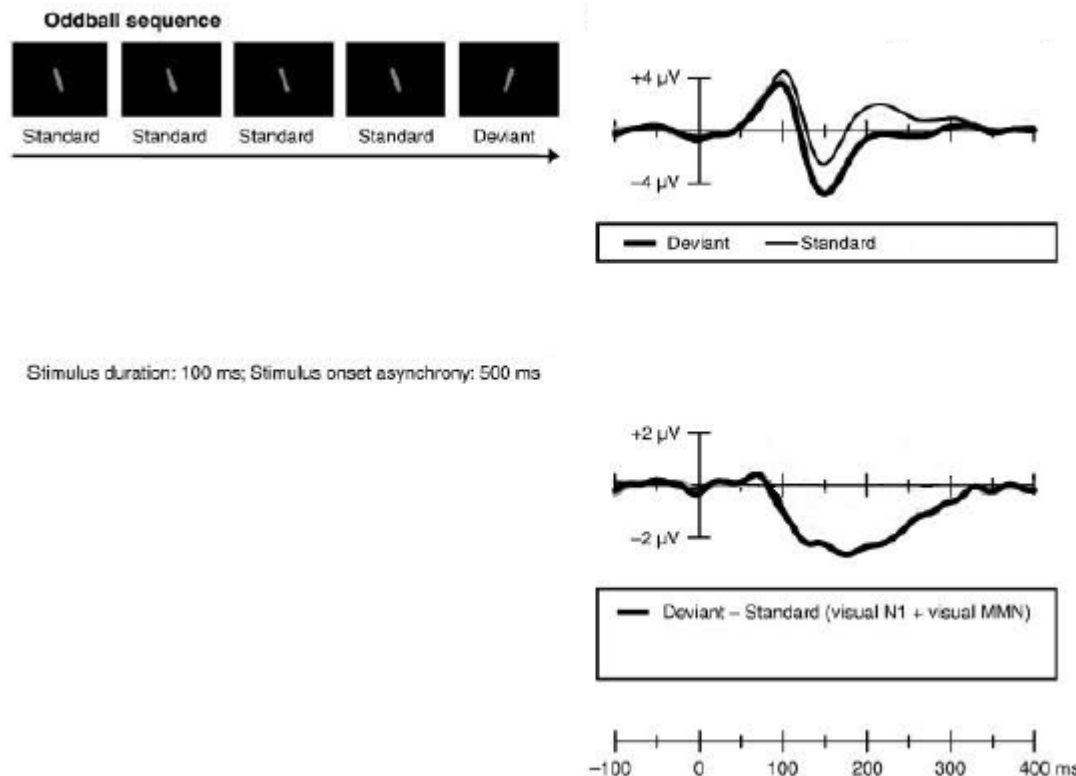 Oddball sequence
Standard Standard Standard Standard Deviant
+4 µV
−4 µV
Deviant Standard
Stimulus duration: 100 ms; Stimulus onset asynchrony: 500 ms
+2 µV
−2 µV
Deviant – Standard (visual N1 + visual MMN)
−100 0 100 200 300 400 ms